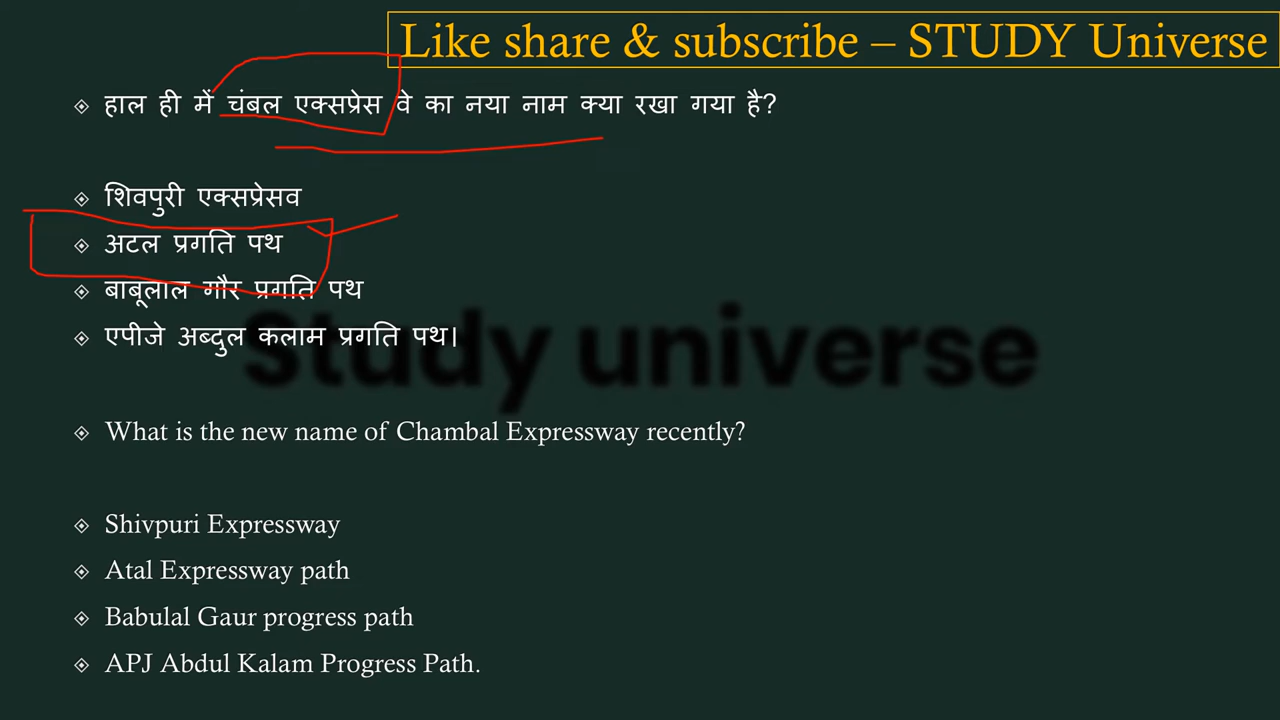 Like share & subscribe – STUDY Universe
हाल ही में चंबल एक्सप्रेस वे का नया नाम क्या रखा गया है?
शिवपुरी एक्सप्रेसव
अटल प्रगति पथ
बाबूलाल गौर प्रगति पथ
एपीजे अब्दुल कलाम प्रगति पथ।
Study universe
What is the new name of Chambal Expressway recently?
Shivpuri Expressway
Atal Expressway path
Babulal Gaur progress path
APJ Abdul Kalam Progress Path.